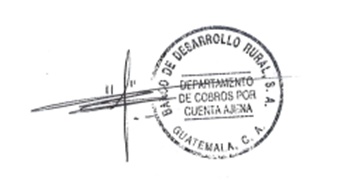 BANCO DE DESARROLLO RURAL, S. A.
DEPARTAMENTO
DE COBROS POR
CUENTA AJENA
GUATEMALA, C. A.